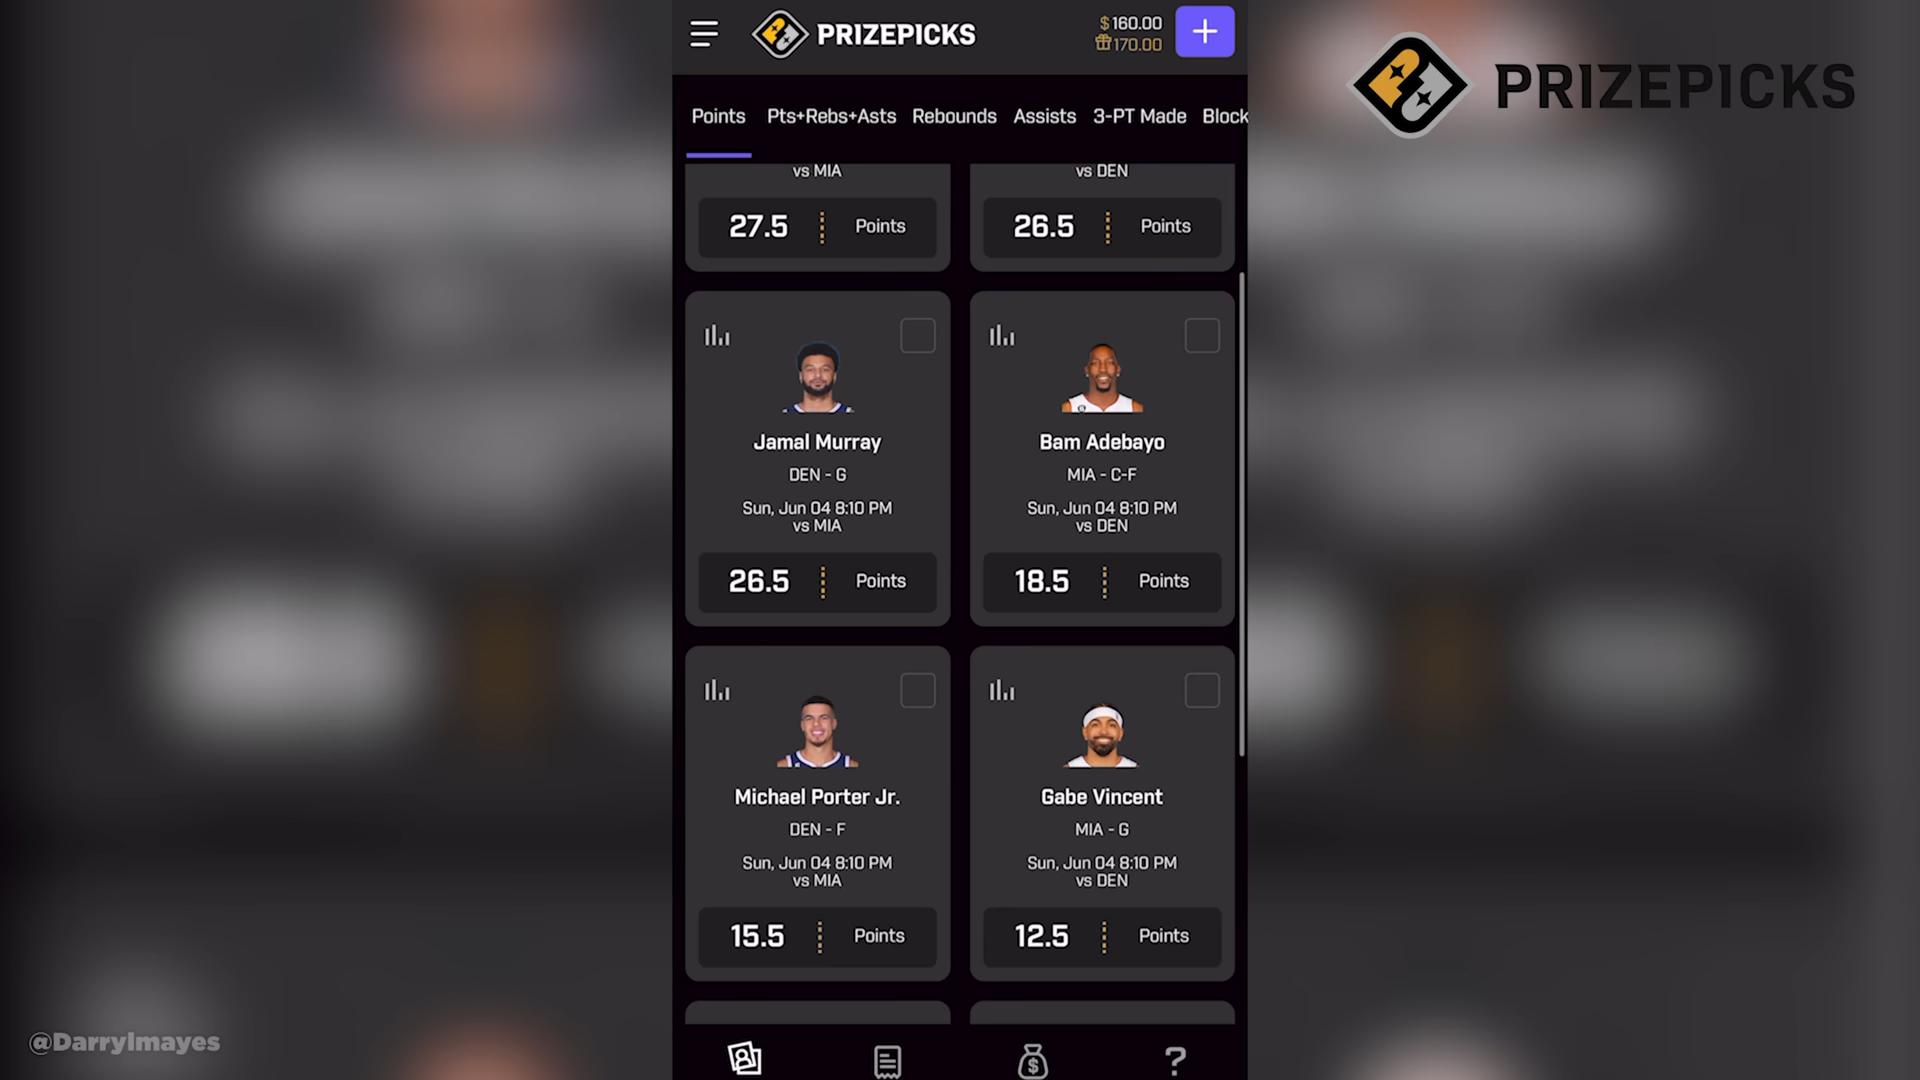 PRIZEPICKS
$160.00
170.00
+
PRIZEPICKS
Points Pts+Rebs+Asts Rebounds Assists 3-PT Made Block
vs MIA
27.5 Points
vs DEN
26.5 Points
Jamal Murray
DEN - G
Sun, Jun 04 8:10 PM
vs MIA
26.5 Points
Bam Adebayo
MIA - C-F
Sun, Jun 04 8:10 PM
vs DEN
18.5 Points
Michael Porter Jr.
DEN - F
Sun, Jun 04 8:10 PM
vs MIA
15.5 Points
Gabe Vincent
MIA - G
Sun, Jun 04 8:10 PM
vs DEN
12.5 Points
@Darrylmayes
?